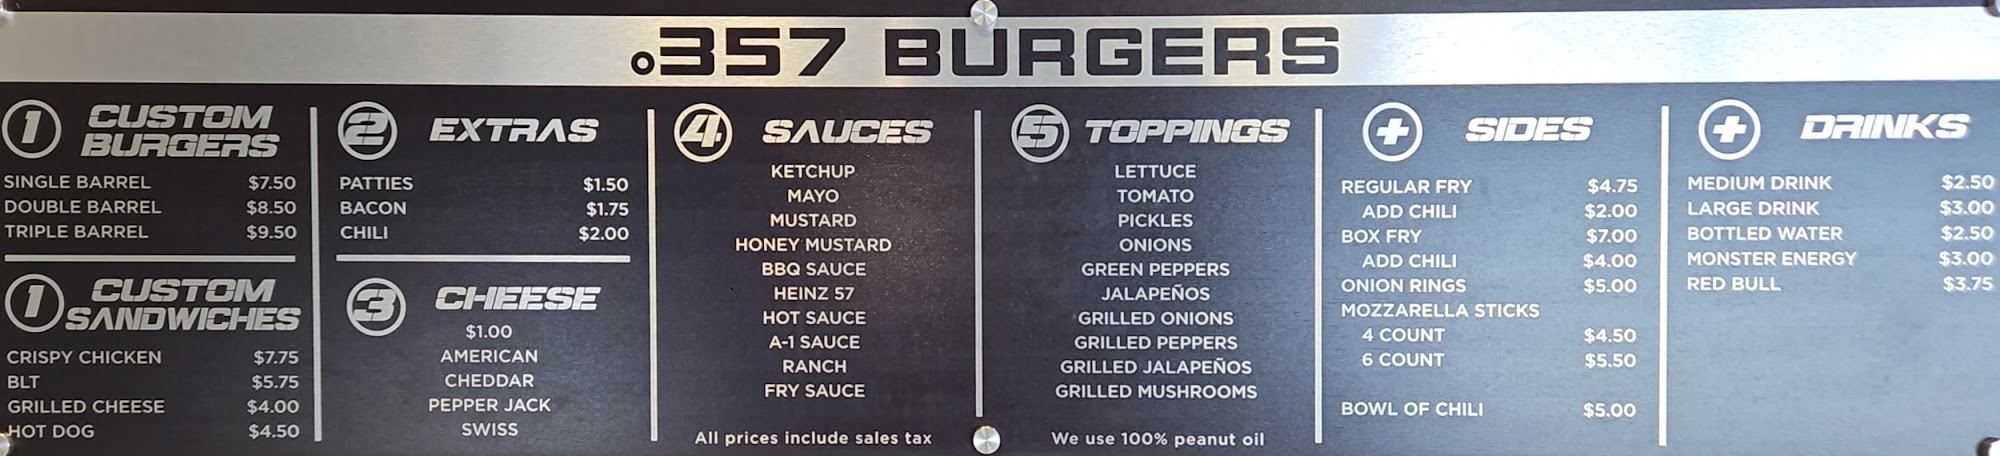 .357 BURGERS
1 CUSTOM
BURGERS
SINGLE BARREL $7.50
DOUBLE BARREL $8.50
TRIPLE BARREL $9.50
1 CUSTOM
SANDWICHES
CRISPY CHICKEN $7.75
BLT $5.75
GRILLED CHEESE $4.00
HOT DOG $4.50
2 EXTRAS
PATTIES $1.50
BACON $1.75
CHILI $2.00
3 CHEESE
$1.00
AMERICAN
CHEDDAR
PEPPER JACK
SWISS
4 SAUCES
KETCHUP
MAYO
MUSTARD
HONEY MUSTARD
BBQ SAUCE
HEINZ 57
HOT SAUCE
A-1 SAUCE
RANCH
FRY SAUCE
All prices include sales tax
5 TOPPINGS
LETTUCE
TOMATO
PICKLES
ONIONS
GREEN PEPPERS
JALAPEÑOS
GRILLED ONIONS
GRILLED PEPPERS
GRILLED JALAPEÑOS
GRILLED MUSHROOMS
We use 100% peanut oil
+ SIDES
REGULAR FRY $4.75
ADD CHILI $2.00
BOX FRY $7.00
ADD CHILI $4.00
ONION RINGS $5.00
MOZZARELLA STICKS
4 COUNT $4.50
6 COUNT $5.50
BOWL OF CHILI $5.00
+ DRINKS
MEDIUM DRINK $2.50
LARGE DRINK $3.00
BOTTLED WATER $2.50
MONSTER ENERGY $3.00
RED BULL $3.75